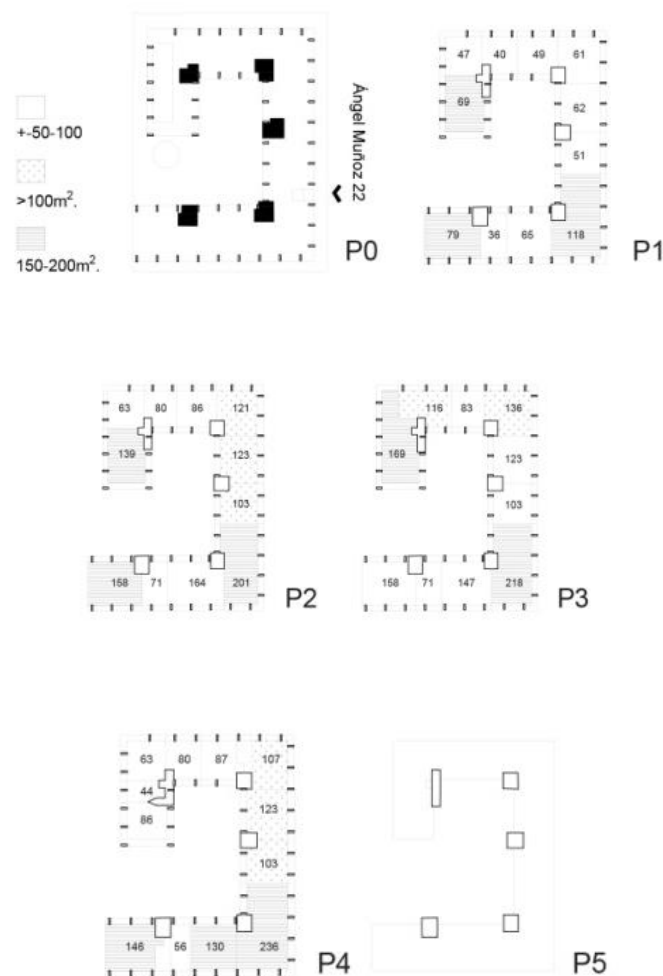 +-50-100
>100m².
150-200m².
Ángel Muñoz 22
P0
47 40 49 61
69
62
51
79 36 65 118
P1
63 80 86 121
139
123
103
158 71 164 201
P2
116 83 136
169
123
103
158 71 147 218
P3
63 80 87 107
44
86
123
103
146 56 130 236
P4
P5